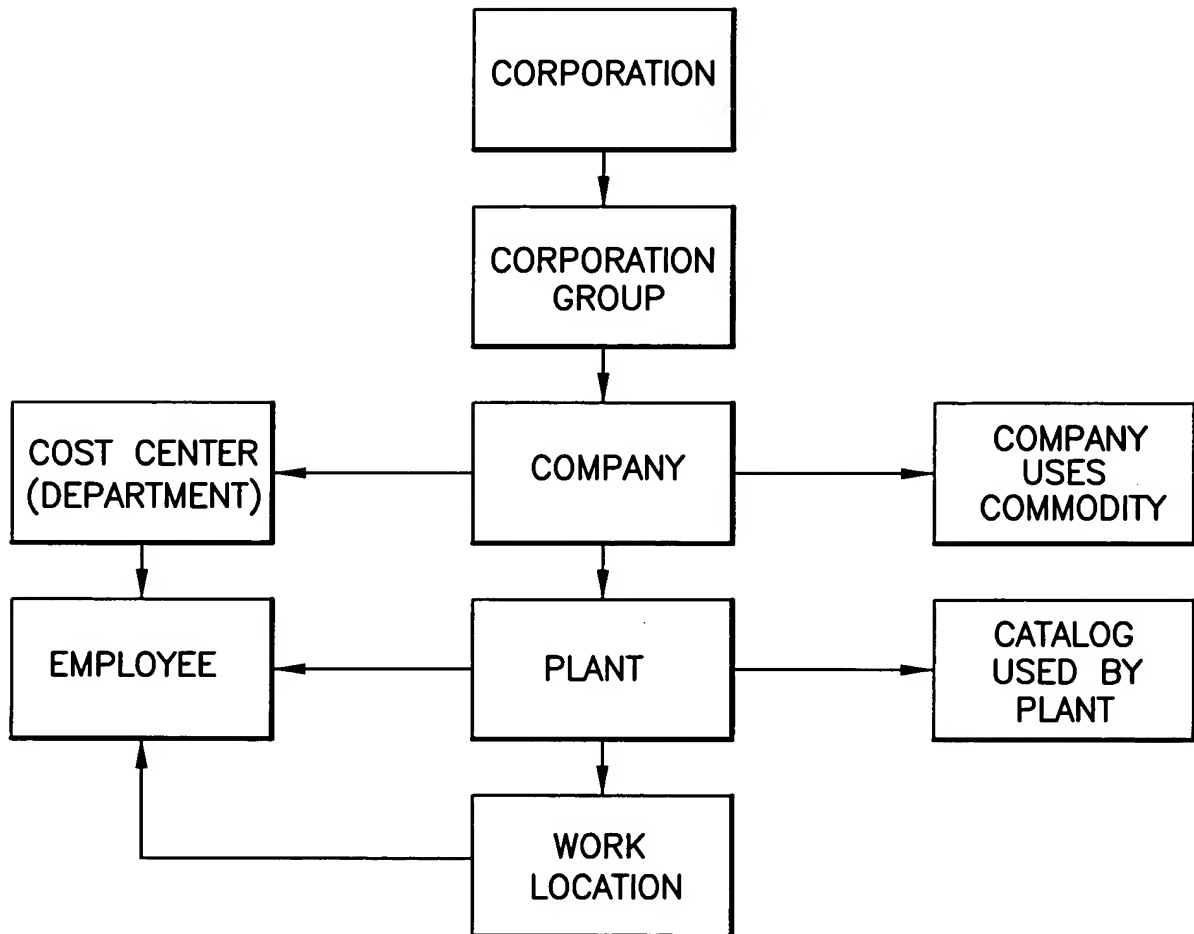 CORPORATION
CORPORATION
GROUP
COST CENTER
(DEPARTMENT)
COMPANY
COMPANY
USES
COMMODITY
EMPLOYEE
PLANT
CATALOG
USED BY
PLANT
WORK
LOCATION